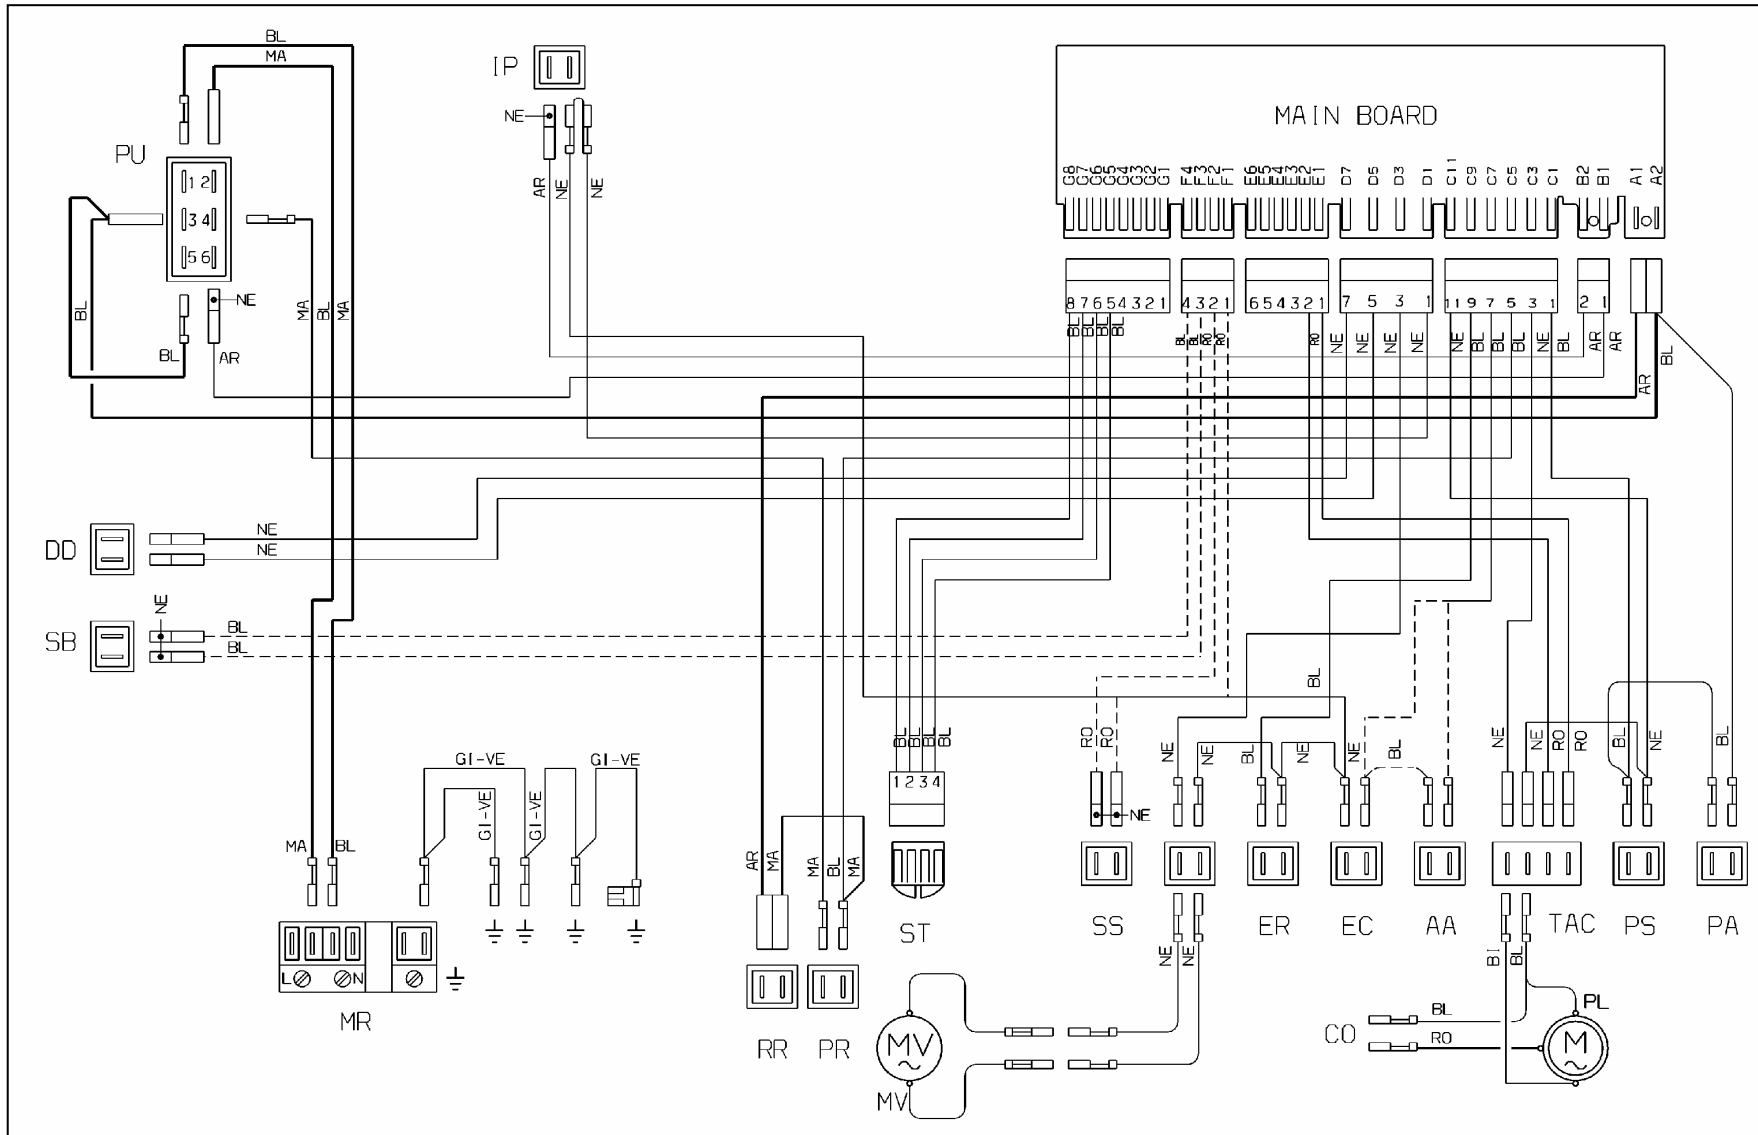 BL
MA
IP
MAIN BOARD
PU
NE
1 2
3 4
5 6
G8 G7 G6 G5 G4 G3 G2 G1 F4 F3 F2 F1 E6 E5 E4 E3 E2 E1 D7 D5 D3 D1 C11 C9 C7 C5 C3 C1 B2 B1 A1 A2
AR NE NE
8 7 6 5 4 3 2 1 4 3 2 1 6 5 4 3 2 1 7 5 3 1 11 9 7 5 3 1 2 1
NE
BL MA BL MA
BL BL BL BL BL BL RO RO RO NE NE NE NE NE BL BL BL NE BL AR AR
BL AR
AR BL
DD
NE
NE
NE
SB
BL
BL
BL
RO RO NE NE BL NE NE BL NE NE RO RO BL NE BL
BL BL BL BL
GI-VE GI-VE
GI-VE GI-VE
1 2 3 4
NE
MA BL
AR MA MA BL MA
ST SS ER EC AA TAC PS PA
NE NE BI BL
L N
MR
RR PR
MV
MV
CO
BL
RO
PL
M